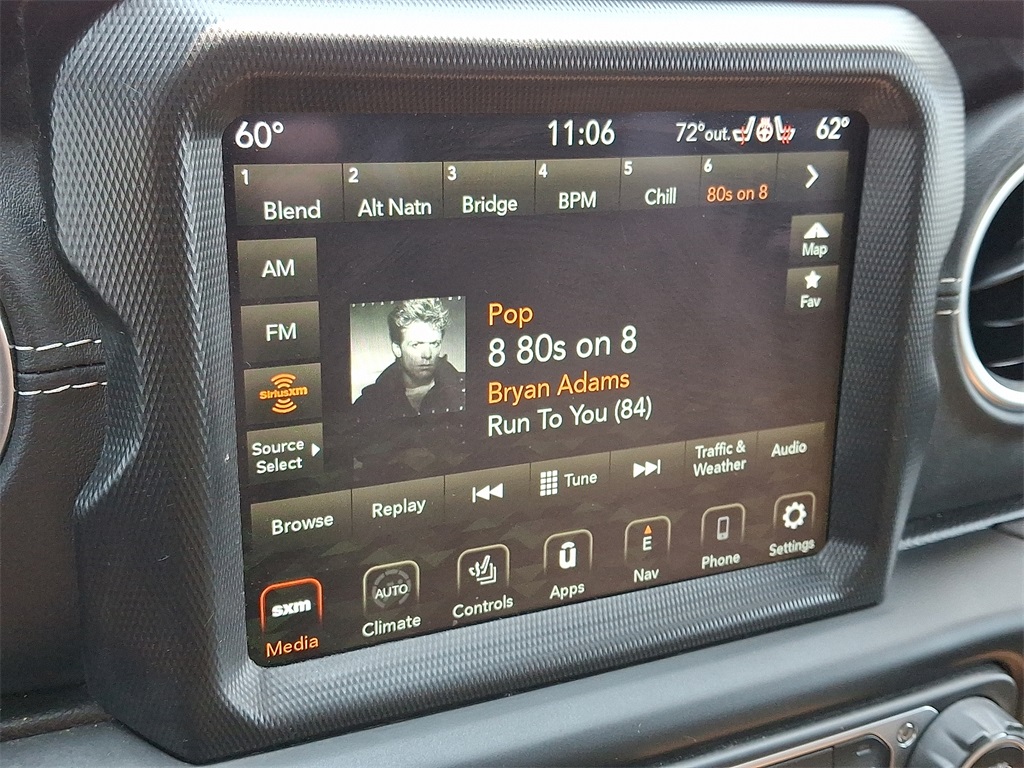 60° 11:06 72°out. 62°
1 Blend
2 Alt Natn
3 Bridge
4 BPM
5 Chill
6 80s on 8
Map
Fav
AM
FM
SiriusXM
Source
Select
Pop
8 80s on 8
Bryan Adams
Run To You (84)
Browse
Replay
Tune
Traffic &
Weather
Audio
sxm
Media
AUTO
Climate
Controls
u
Apps
E
Nav
Phone
Settings